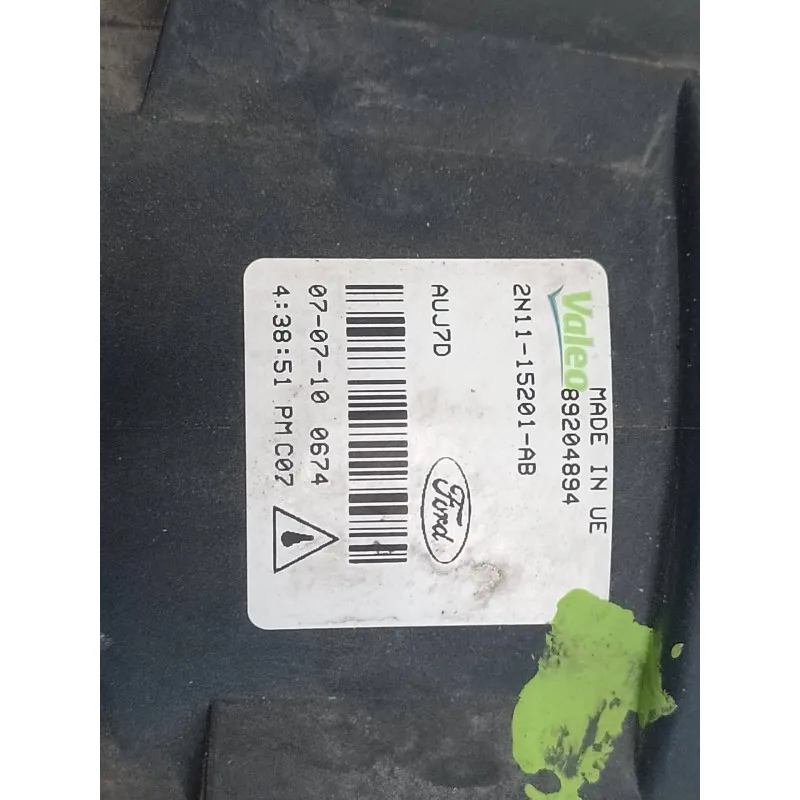 MADE IN UE
Valeo 89204894
2N11-15201-AB
AUJ7D
Ford
07-07-10 0674
4:38:51 PM C07